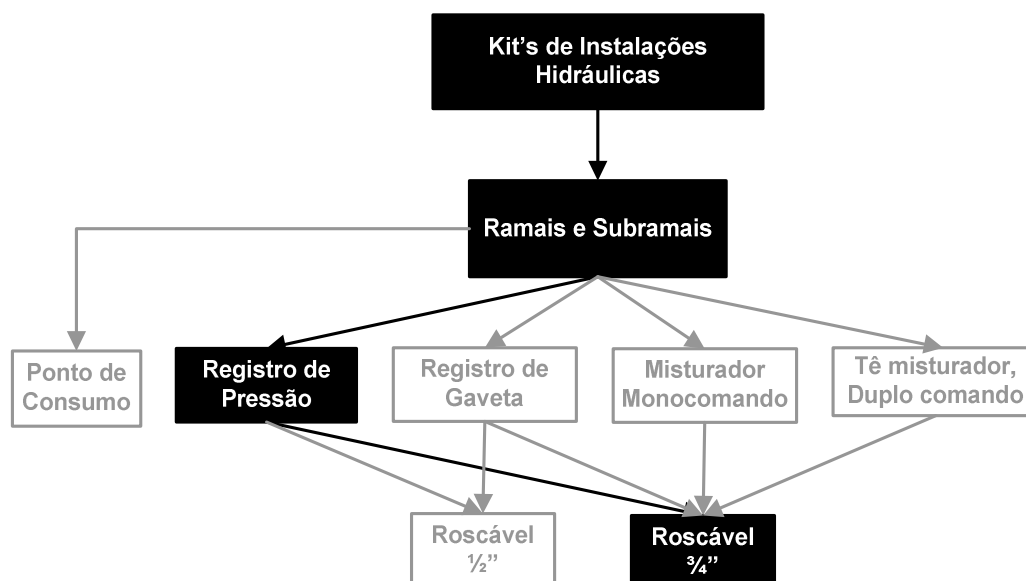 Kit’s de Instalações
Hidráulicas
Ramais e Subramais
Ponto de
Consumo
Registro de
Pressão
Registro de
Gaveta
Misturador
Monocomando
Tê misturador,
Duplo comando
Roscável
½”
Roscável
¾”